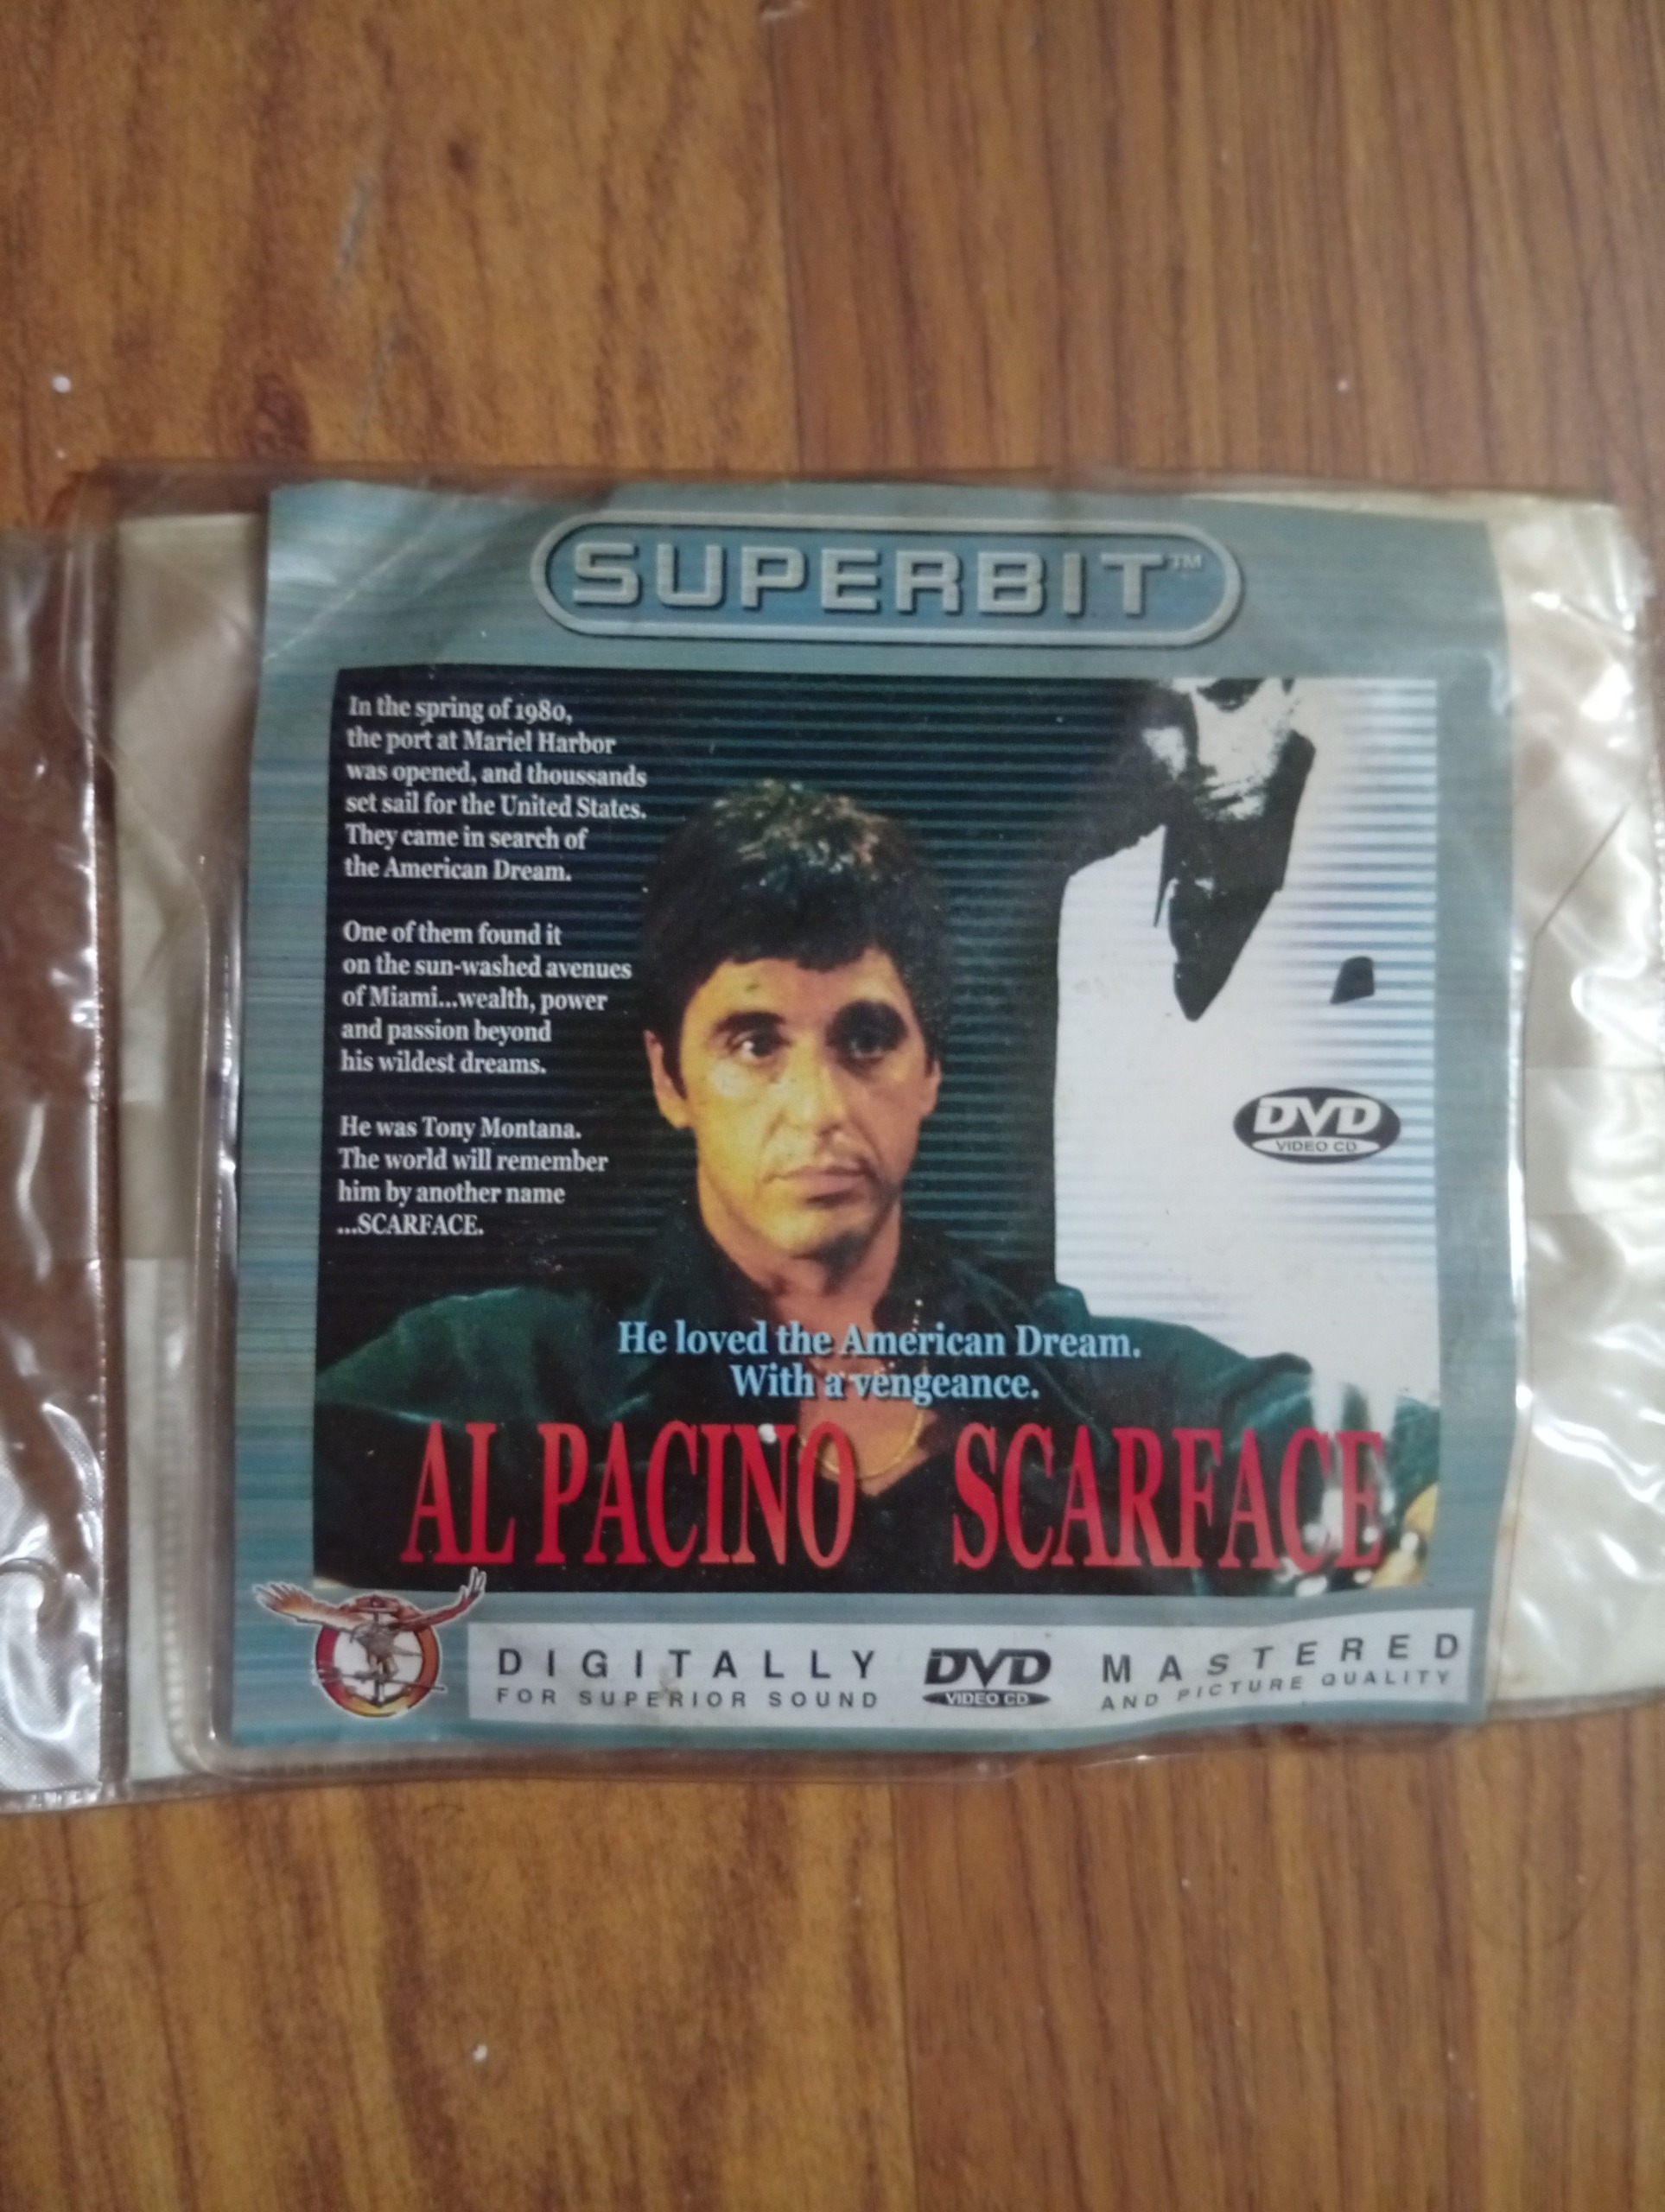 SUPERBIT™
In the spring of 1980,
the port at Mariel Harbor
was opened, and thoussands
set sail for the United States.
They came in search of
the American Dream.
One of them found it
on the sun-washed avenues
of Miami...wealth, power
and passion beyond
his wildest dreams.
He was Tony Montana.
The world will remember
him by another name
...SCARFACE.
DVD
VIDEO CD
He loved the American Dream.
With a vengeance.
AL PACINO SCARFACE
DIGITALLY DVD MASTERED
FOR SUPERIOR SOUND VIDEO CD AND PICTURE QUALITY